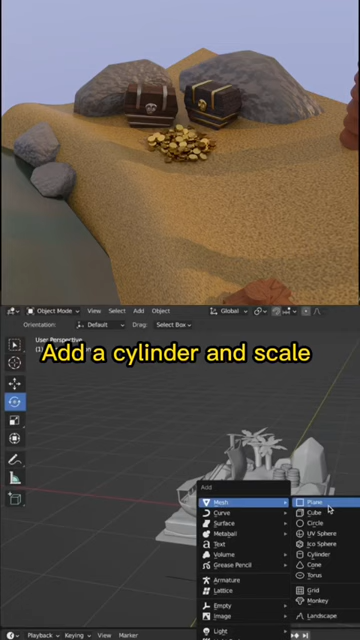 Object Mode
View
Select
Add
Object
Global
Orientation:
Default
Drag:
Select Box
User Perspective
(1)
Add a cylinder and scale
Add
Mesh
Curve
Surface
Metaball
Text
Volume
Grease Pencil
Armature
Lattice
Empty
Image
Light
Plane
Cube
Circle
UV Sphere
Ico Sphere
Cylinder
Cone
Torus
Grid
Monkey
Landscape
Playback
Keying
View
Marker